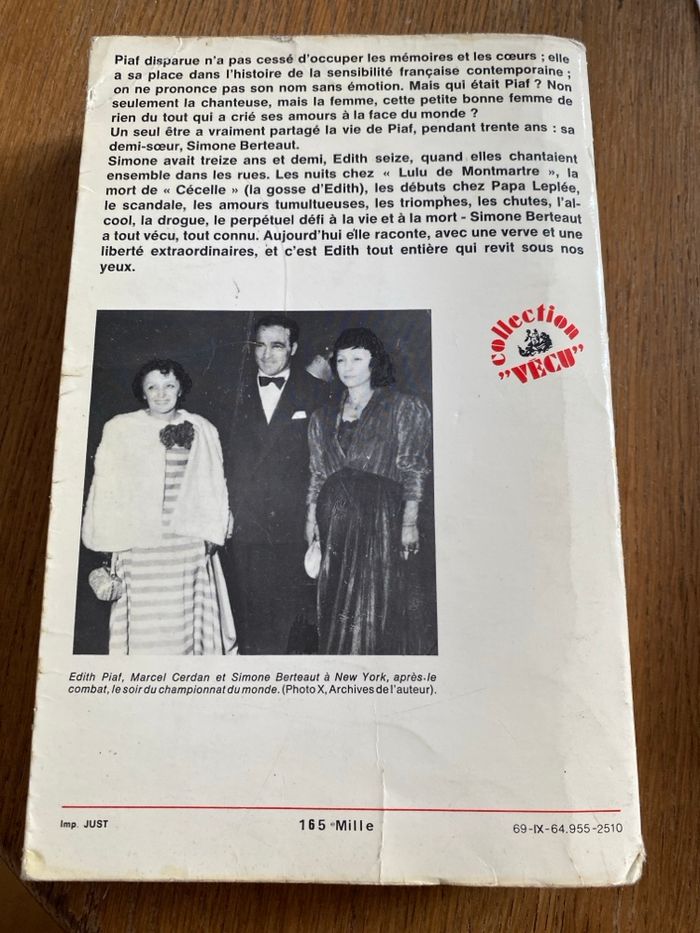 Piaf disparue n'a pas cessé d'occuper les mémoires et les cœurs ; elle
a sa place dans l'histoire de la sensibilité française contemporaine ;
on ne prononce pas son nom sans émotion. Mais qui était Piaf ? Non
seulement la chanteuse, mais la femme, cette petite bonne femme de
rien du tout qui a crié ses amours à la face du monde ?
Un seul être a vraiment partagé la vie de Piaf, pendant trente ans : sa
demi-sœur, Simone Berteaut.
Simone avait treize ans et demi, Edith seize, quand elles chantaient
ensemble dans les rues. Les nuits chez « Lulu de Montmartre », la
mort de « Cécelle » (la gosse d'Edith), les débuts chez Papa Leplée,
le scandale, les amours tumultueuses, les triomphes, les chutes, l'al-
cool, la drogue, le perpétuel défi à la vie et à la mort - Simone Berteaut
a tout vécu, tout connu. Aujourd'hui elle raconte, avec une verve et une
liberté extraordinaires, et c'est Edith tout entière qui revit sous nos
yeux.
collection
"VÉCU"
Edith Piaf, Marcel Cerdan et Simone Berteaut à New York, après le
combat, le soir du championnat du monde. (Photo X, Archives de l'auteur).
Imp. JUST
165e Mille
69-IX-64.955-2510